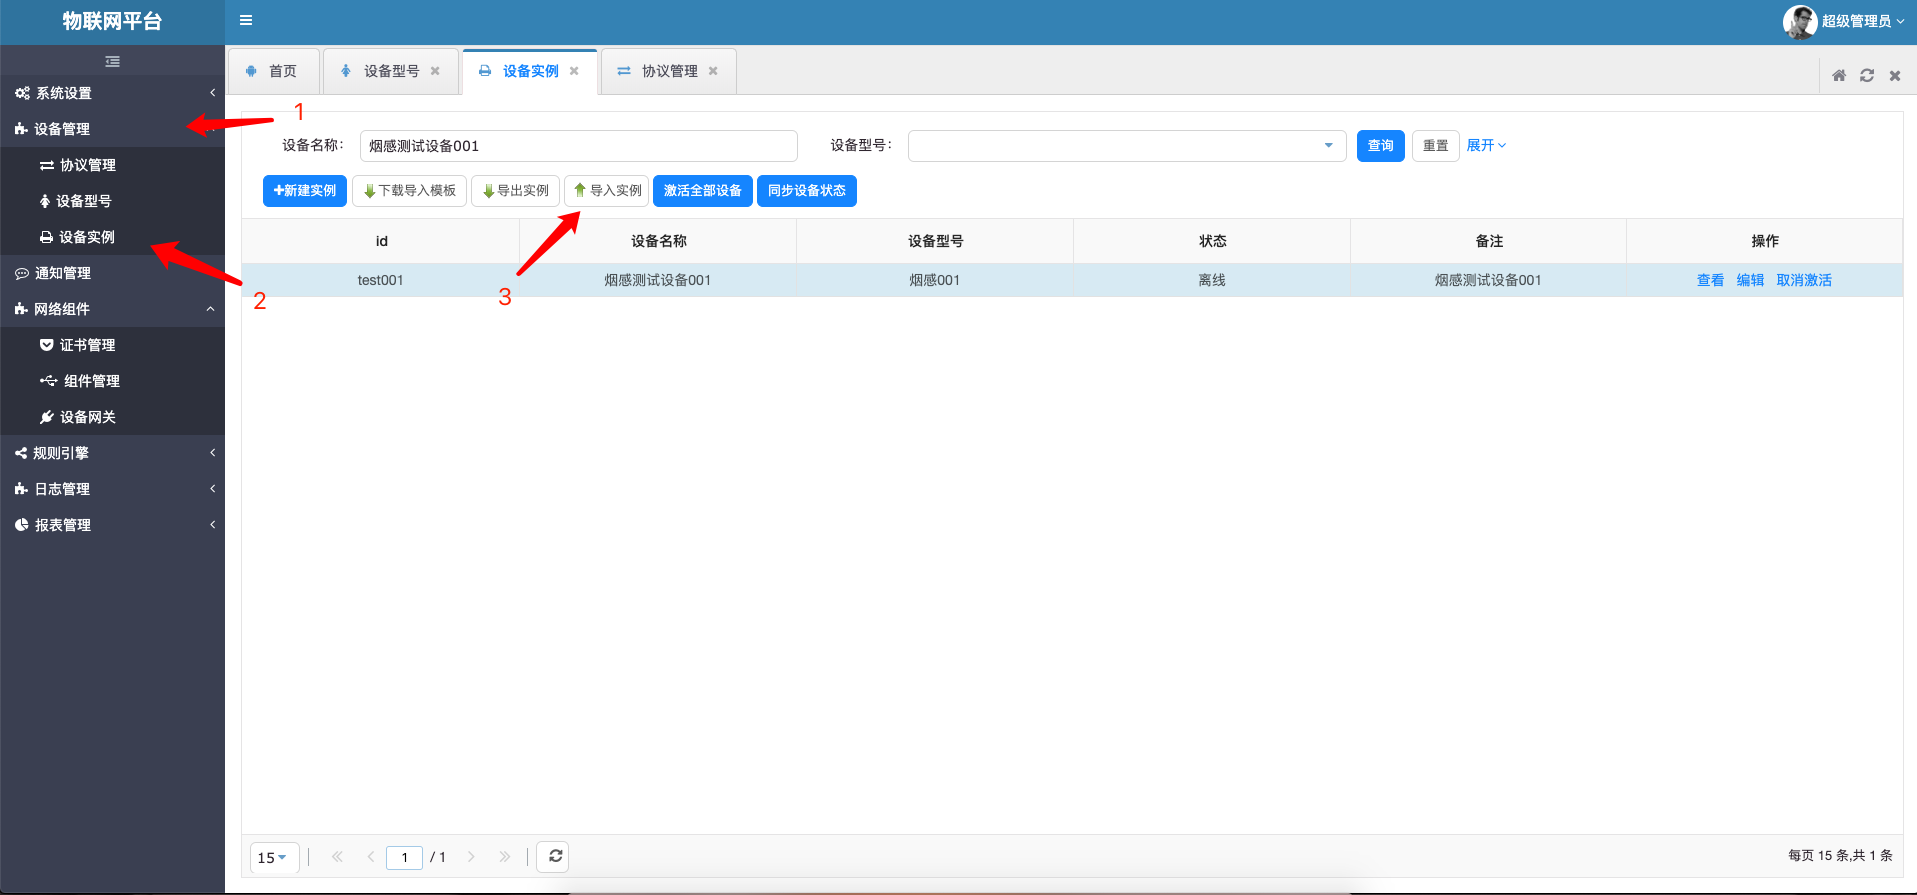 物联网平台
超级管理员
首页
设备型号
设备实例
协议管理
系统设置
设备管理
协议管理
设备型号
设备实例
通知管理
网络组件
证书管理
组件管理
设备网关
规则引擎
日志管理
报表管理
1
2
3
设备名称: 烟感测试设备001 设备型号: 查询 重置 展开
新建实例 下载导入模板 导出实例 导入实例 激活全部设备 同步设备状态
id 设备名称 设备型号 状态 备注 操作
test001 烟感测试设备001 烟感001 离线 烟感测试设备001 查看 编辑 取消激活
15 1 / 1 每页 15 条,共 1 条